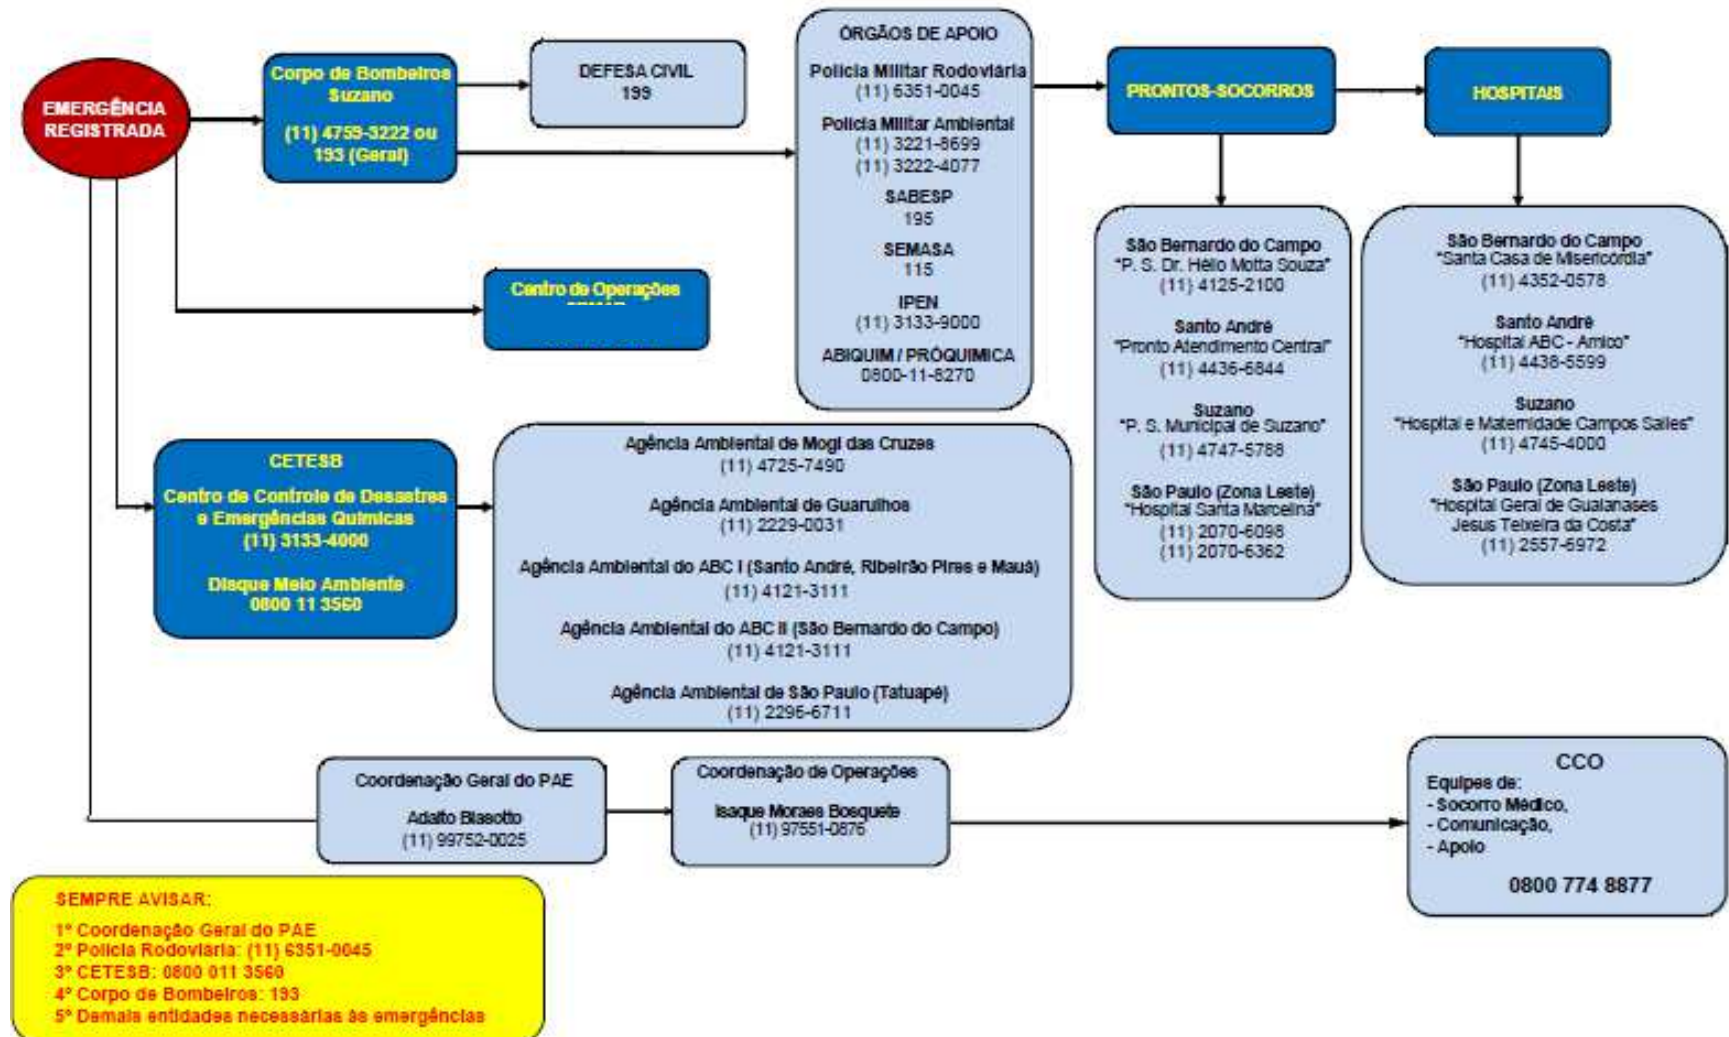 EMERGÊNCIA
REGISTRADA
Corpo de Bombeiros
Suzano
(11) 4759-3222 ou
193 (Geral)
DEFESA CIVIL
199
ÓRGÃOS DE APOIO
Polícia Militar Rodoviária
(11) 6351-0045
Polícia Militar Ambiental
(11) 3221-8699
(11) 3222-4077
SABESP
195
SEMASA
115
IPEN
(11) 3133-9000
ABIQUIM / PRÓQUIMICA
0800-11-8270
PRONTOS-SOCORROS
HOSPITAIS
São Bernardo do Campo
"P. S. Dr. Hélio Motta Souza"
(11) 4125-2100
Santo André
"Pronto Atendimento Central"
(11) 4436-6844
Suzano
"P. S. Municipal de Suzano"
(11) 4747-5788
São Paulo (Zona Leste)
"Hospital Santa Marcelina"
(11) 2070-6098
(11) 2070-6362
São Bernardo do Campo
"Santa Casa de Misericórdia"
(11) 4352-0578
Santo André
"Hospital ABC - Amico"
(11) 4438-5599
Suzano
"Hospital e Maternidade Campos Salles"
(11) 4745-4000
São Paulo (Zona Leste)
"Hospital Geral de Guaianases
Jesus Teixeira da Costa"
(11) 2557-6972
Centro de Operações
CETESB
Centro de Controle de Desastres
e Emergências Químicas
(11) 3133-4000
Disque Meio Ambiente
0800 11 3560
Agência Ambiental de Mogi das Cruzes
(11) 4725-7490
Agência Ambiental de Guarulhos
(11) 2229-0031
Agência Ambiental do ABC I (Santo André, Ribeirão Pires e Mauá)
(11) 4121-3111
Agência Ambiental do ABC II (São Bernardo do Campo)
(11) 4121-3111
Agência Ambiental de São Paulo (Tatuapé)
(11) 2296-6711
Coordenação Geral do PAE
Adalto Biasotto
(11) 99752-0025
Coordenação de Operações
Isaque Moraes Bosquete
(11) 97551-0876
CCO
Equipes de:
- Socorro Médico,
- Comunicação,
- Apoio
0800 774 8877
SEMPRE AVISAR:
1º Coordenação Geral do PAE
2º Polícia Rodoviária: (11) 6351-0045
3º CETESB: 0800 011 3560
4º Corpo de Bombeiros: 193
5º Demais entidades necessárias às emergências